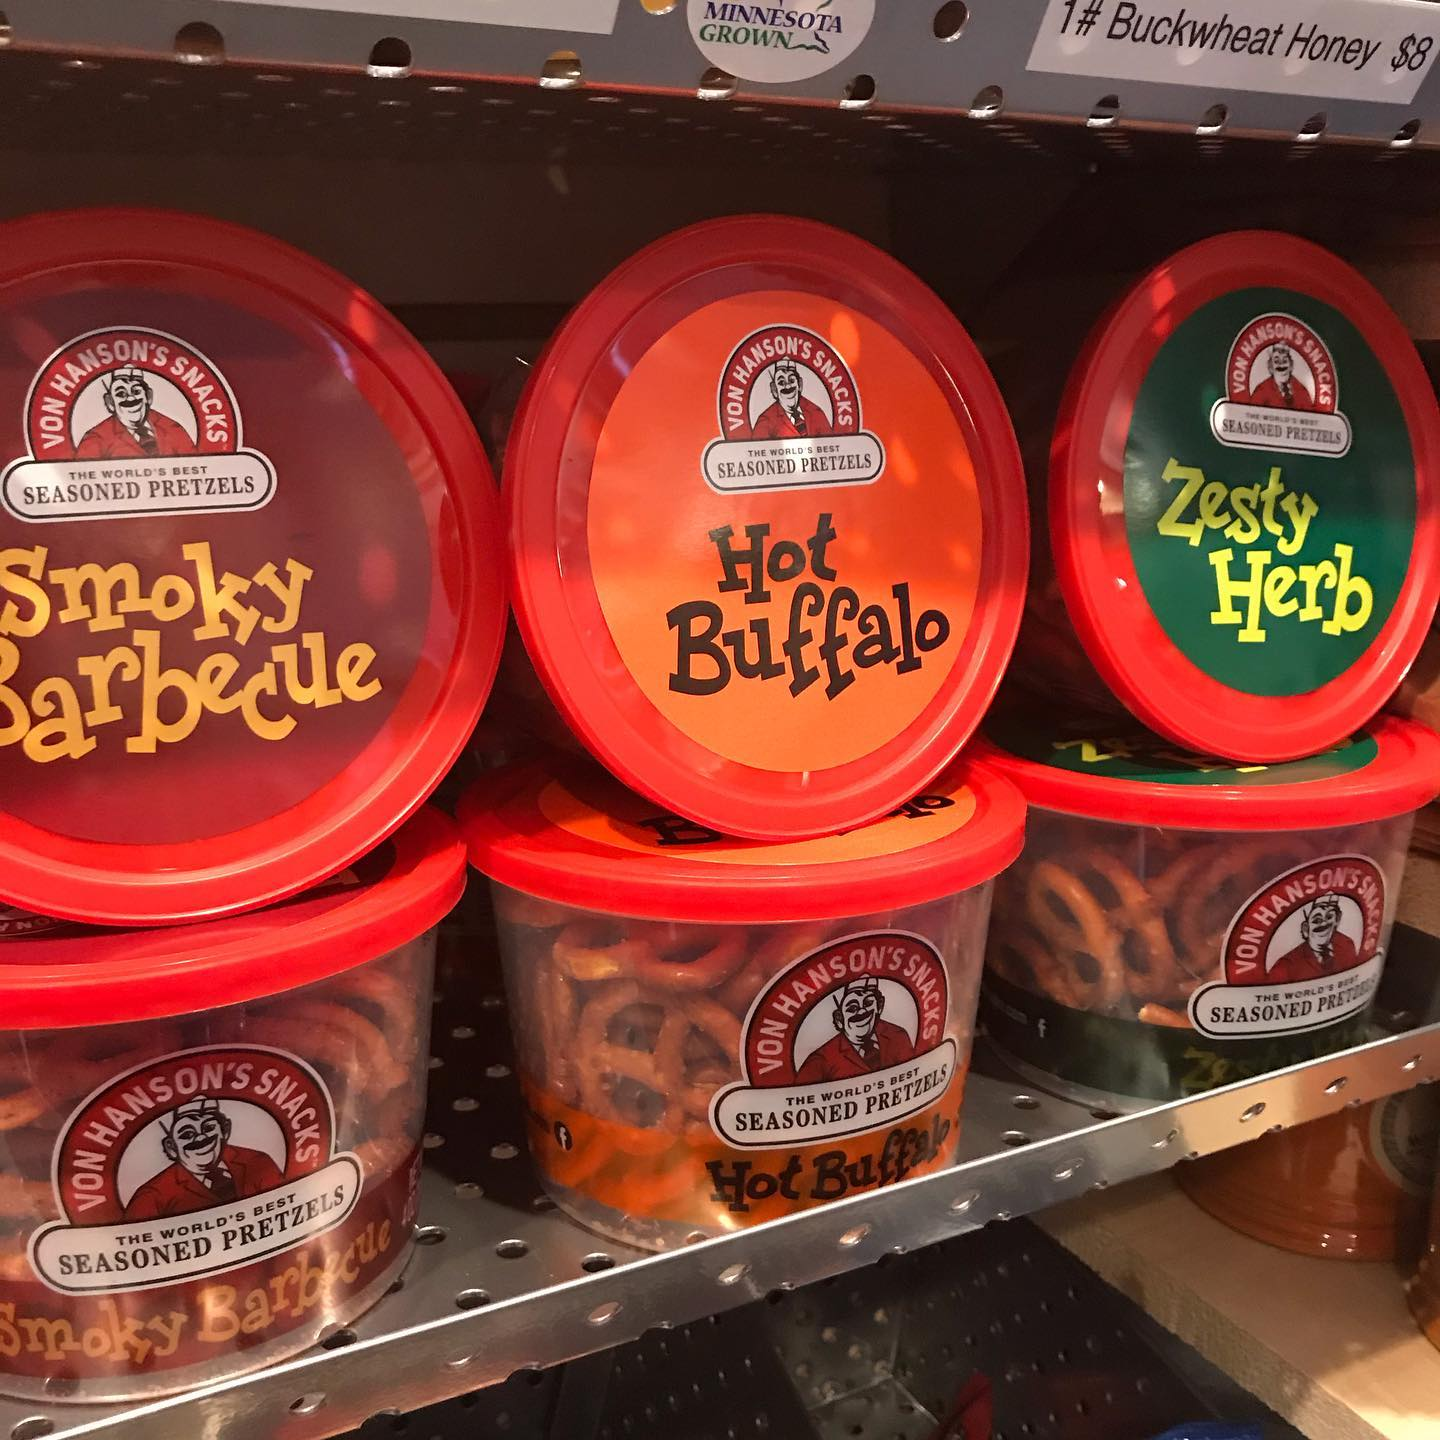 MINNESOTA
GROWN
1# Buckwheat Honey $8
VON HANSON'S SNACKS
THE WORLD'S BEST
SEASONED PRETZELS
Smoky
Barbecue
VON HANSON'S SNACKS
THE WORLD'S BEST
SEASONED PRETZELS
Hot
Buffalo
VON HANSON'S SNACKS
THE WORLD'S BEST
SEASONED PRETZELS
Zesty
Herb
VON HANSON'S SNACKS
THE WORLD'S BEST
SEASONED PRETZELS
Smoky Barbecue
VON HANSON'S SNACKS
THE WORLD'S BEST
SEASONED PRETZELS
Hot Buffalo
f
VON HANSON'S SNACKS
THE WORLD'S BEST
SEASONED PRETZELS
f